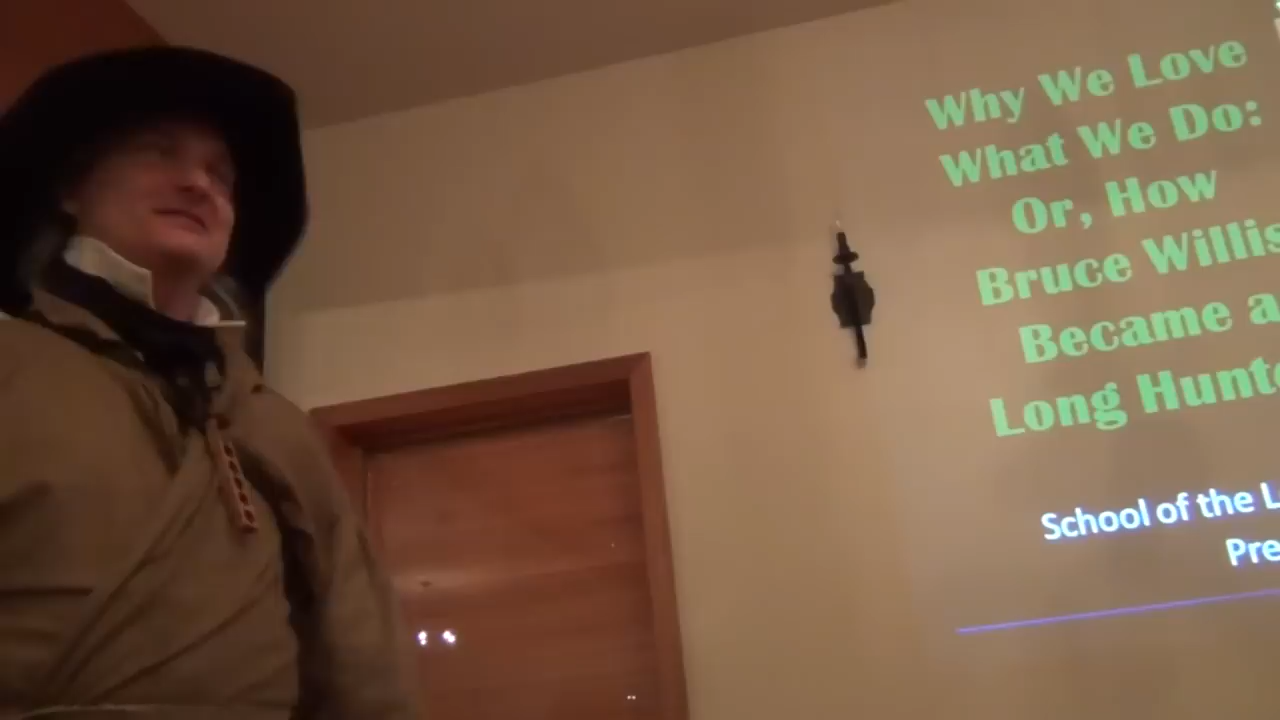 Why We Love
What We Do:
Or, How
Bruce Willis
Became a
Long Hunte
School of the L
Pre